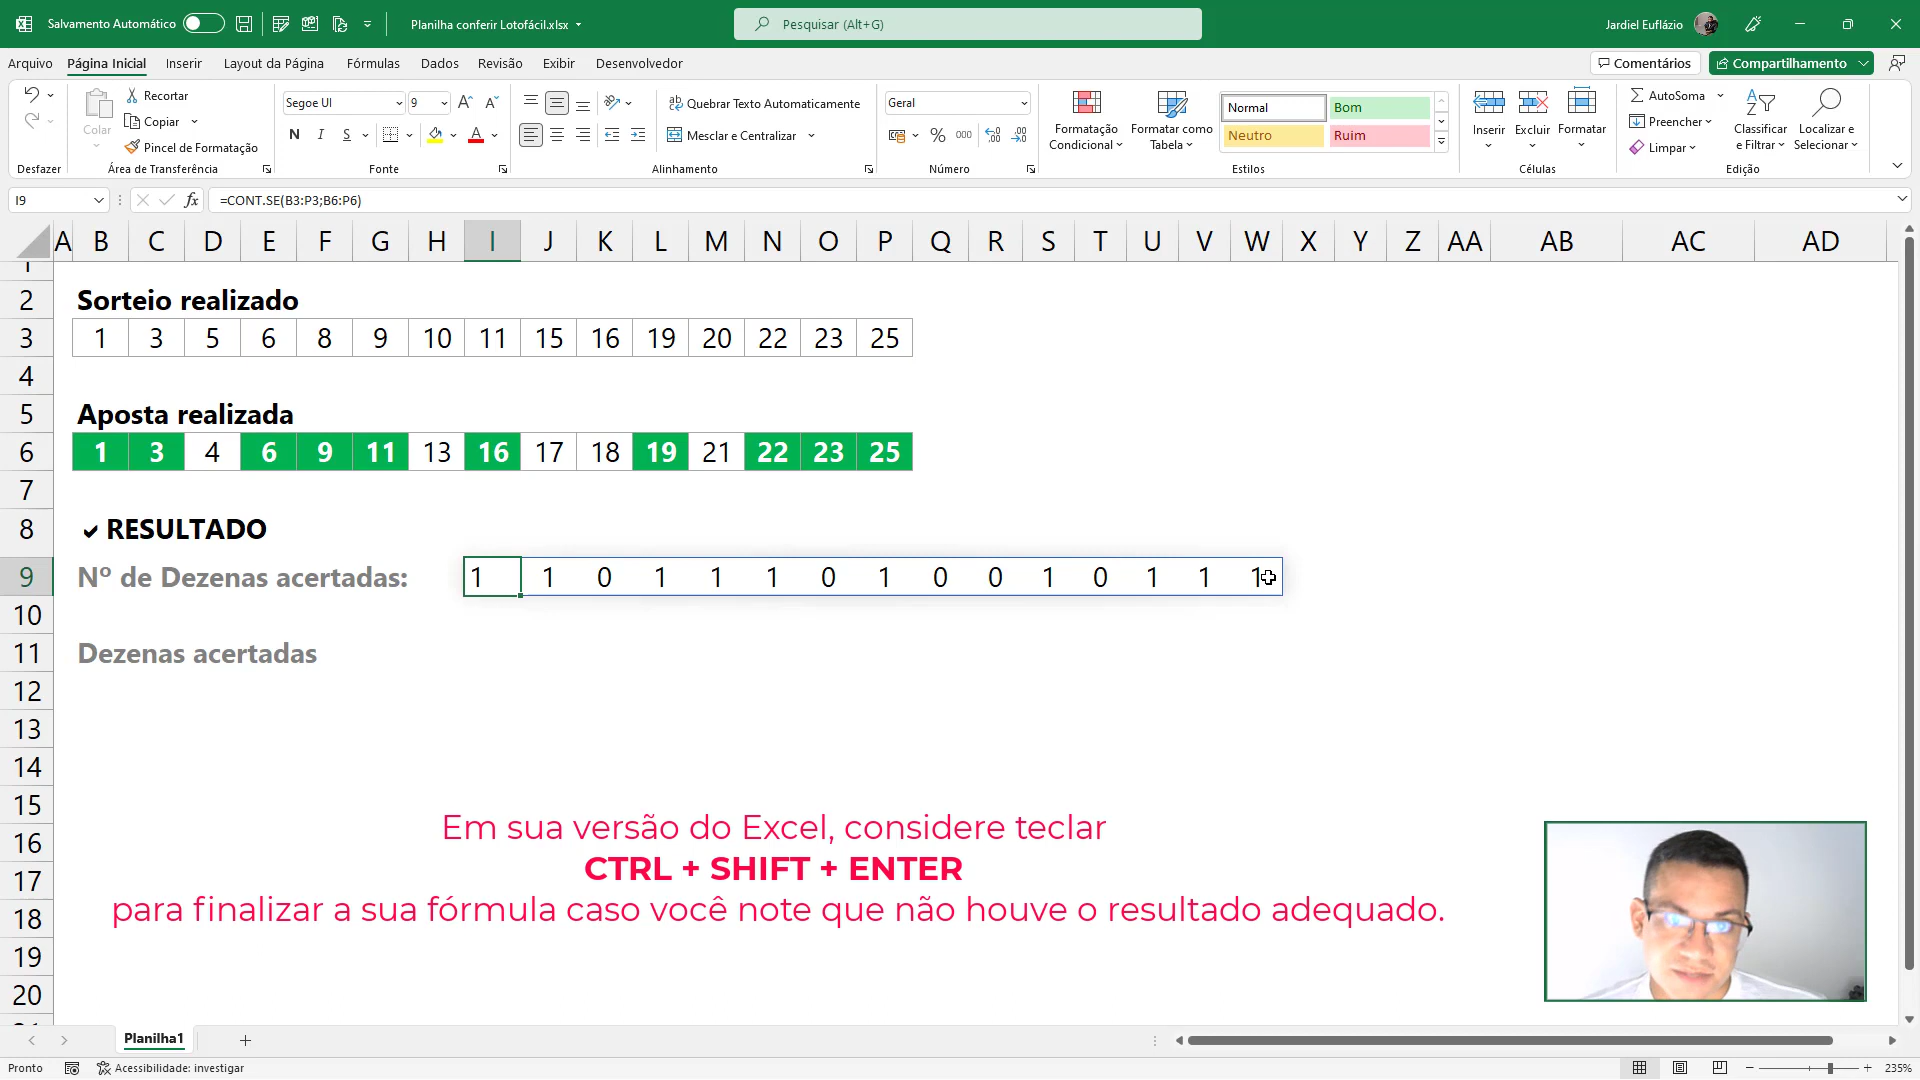 Salvamento Automático
Planilha conferir Lotofácil.xlsx
Pesquisar (Alt+G)
Jardiel Euflázio
Arquivo Página Inicial Inserir Layout da Página Fórmulas Dados Revisão Exibir Desenvolvedor
Comentários Compartilhamento
Colar
Recortar
Copiar
Pincel de Formatação
Segoe UI 9
N I S
Quebrar Texto Automaticamente
Mesclar e Centralizar
Geral
% 000
Formatação Condicional
Formatar como Tabela
Normal Bom
Neutro Ruim
Inserir Excluir Formatar
AutoSoma
Preencher
Limpar
Classificar e Filtrar
Localizar e Selecionar
Desfazer Área de Transferência Fonte Alinhamento Número Estilos Células Edição
I9 fx =CONT.SE(B3:P3;B6:P6)
A B C D E F G H I J K L M N O P Q R S T U V W X Y Z AA AB AC AD
1
2 Sorteio realizado
3 1 3 5 6 8 9 10 11 15 16 19 20 22 23 25
4
5 Aposta realizada
6 1 3 4 6 9 11 13 16 17 18 19 21 22 23 25
7
8 RESULTADO
9 Nº de Dezenas acertadas: 1 1 0 1 1 1 0 1 0 0 1 0 1 1 1
10
11 Dezenas acertadas
12
13
14
15
Em sua versão do Excel, considere teclar
16
CTRL + SHIFT + ENTER
17
para finalizar a sua fórmula caso você note que não houve o resultado adequado.
18
19
20
Planilha1
Pronto Acessibilidade: investigar 235%